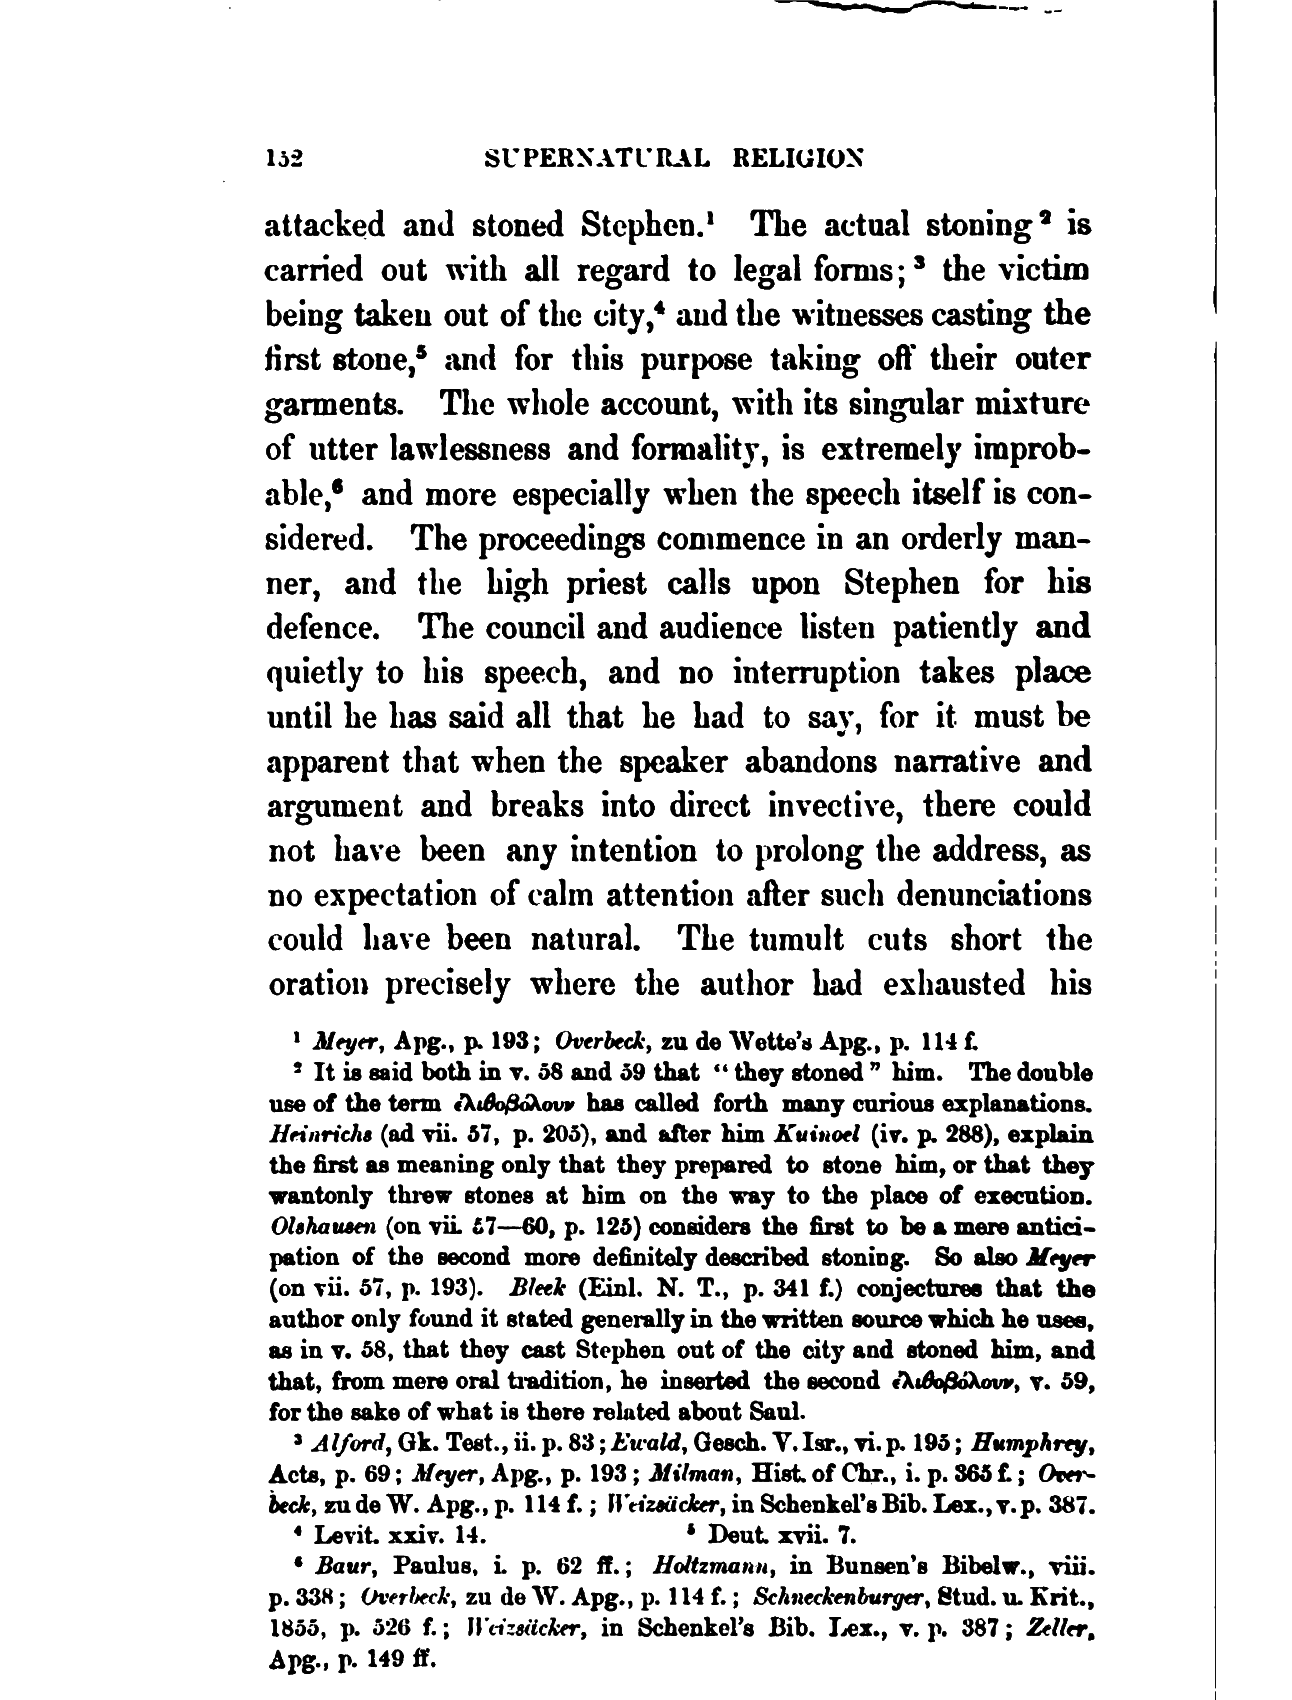 152 SUPERNATURAL RELIGION
attacked and stoned Stephen.¹ The actual stoning² is
carried out with all regard to legal forms;³ the victim
being taken out of the city,⁴ and the witnesses casting the
first stone,⁵ and for this purpose taking off their outer
garments. The whole account, with its singular mixture
of utter lawlessness and formality, is extremely improb-
able,⁶ and more especially when the speech itself is con-
sidered. The proceedings commence in an orderly man-
ner, and the high priest calls upon Stephen for his
defence. The council and audience listen patiently and
quietly to his speech, and no interruption takes place
until he has said all that he had to say, for it must be
apparent that when the speaker abandons narrative and
argument and breaks into direct invective, there could
not have been any intention to prolong the address, as
no expectation of calm attention after such denunciations
could have been natural. The tumult cuts short the
oration precisely where the author had exhausted his
¹ Meyer, Apg., p. 193; Overbeck, zu de Wette's Apg., p. 114 f.
² It is said both in v. 58 and 59 that "they stoned" him. The double
use of the term ἐλιθοβόλουν has called forth many curious explanations.
Heinrichs (ad vii. 57, p. 205), and after him Kuinoel (iv. p. 288), explain
the first as meaning only that they prepared to stone him, or that they
wantonly threw stones at him on the way to the place of execution.
Olshausen (on vii. 57—60, p. 125) considers the first to be a mere antici-
pation of the second more definitely described stoning. So also Meyer
(on vii. 57, p. 193). Bleek (Einl. N. T., p. 341 f.) conjectures that the
author only found it stated generally in the written source which he uses,
as in v. 58, that they cast Stephen out of the city and stoned him, and
that, from mere oral tradition, he inserted the second ἐλιθοβόλουν, v. 59,
for the sake of what is there related about Saul.
³ Alford, Gk. Test., ii. p. 83; Ewald, Gesch. V. Isr., vi. p. 195; Humphrey,
Acts, p. 69; Meyer, Apg., p. 193; Milman, Hist. of Chr., i. p. 365 f.; Over-
beck, zu de W. Apg., p. 114 f.; Weizsäcker, in Schenkel's Bib. Lex., v. p. 387.
⁴ Levit. xxiv. 14. ⁵ Deut. xvii. 7.
⁶ Baur, Paulus, i. p. 62 ff.; Holtzmann, in Bunsen's Bibelw., viii.
p. 338; Overbeck, zu de W. Apg., p. 114 f.; Schneckenburger, Stud. u. Krit.,
1855, p. 526 f.; Weizsäcker, in Schenkel's Bib. Lex., v. p. 387; Zeller,
Apg., p. 149 ff.